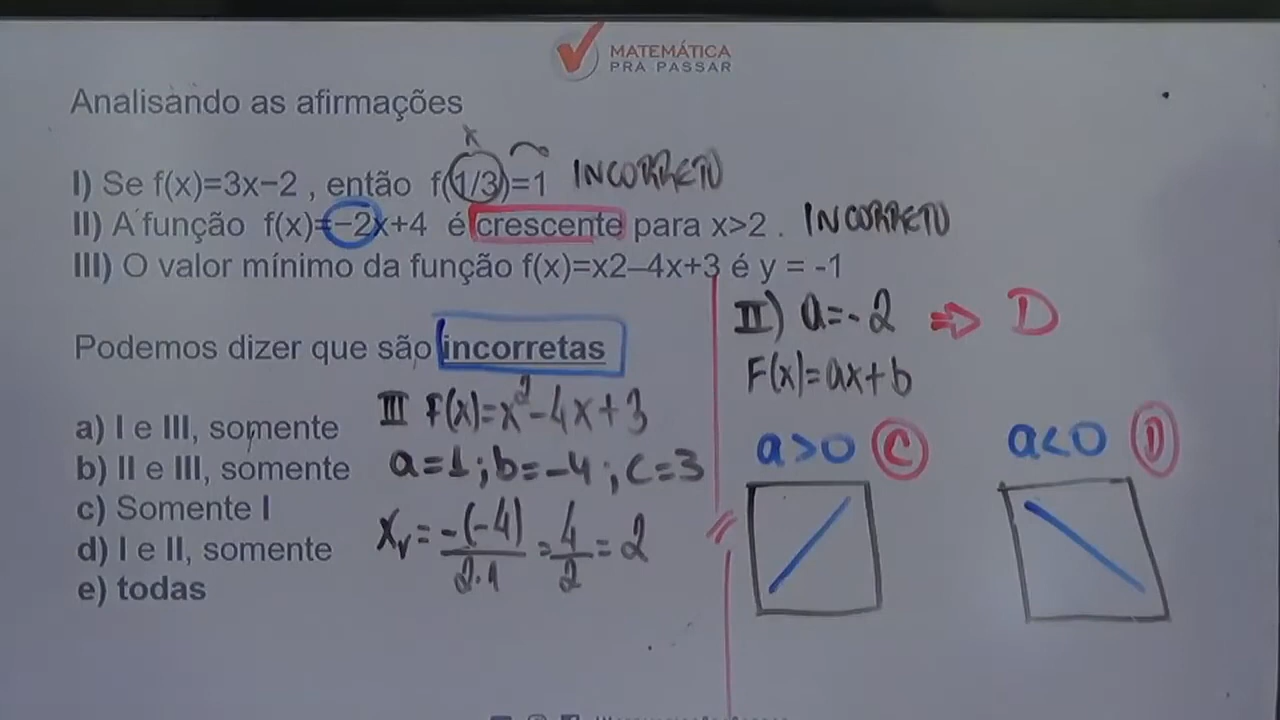 MATEMÁTICA
PRA PASSAR
Analisando as afirmações
x
I) Se f(x)=3x–2 , então f(1/3)=1 INCORRETO
II) A função f(x)=–2x+4 é crescente para x>2 . INCORRETO
III) O valor mínimo da função f(x)=x2–4x+3 é y = -1
Podemos dizer que são incorretas
a) I e III, somente
b) II e III, somente
c) Somente I
d) I e II, somente
e) todas
III F(x)=x²-4x+3
a=1;b=-4;c=3
Xv=-(-4)/2·1=4/2=2
II) a=-2 ⇒ D
F(x)=ax+b
a>0 C
a<0 D